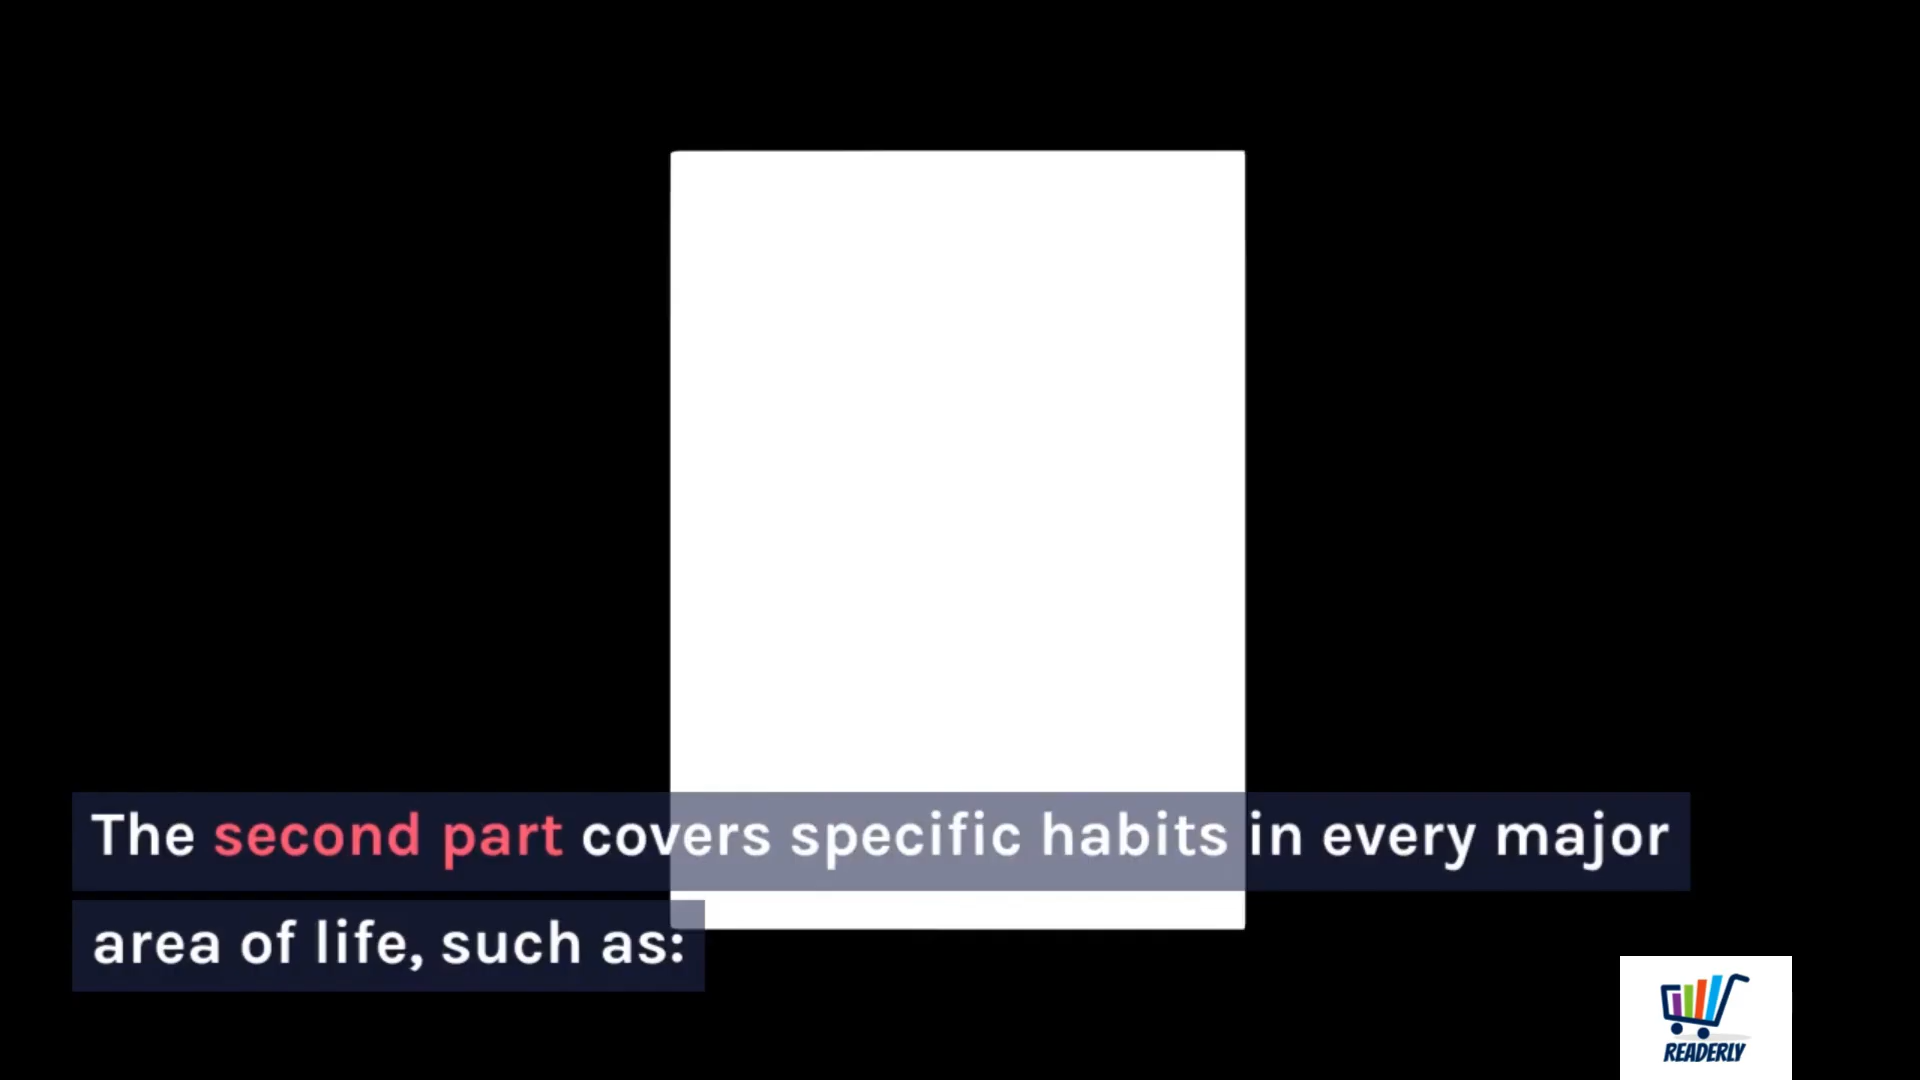 The second part covers specific habits in every major
area of life, such as:
READERLY